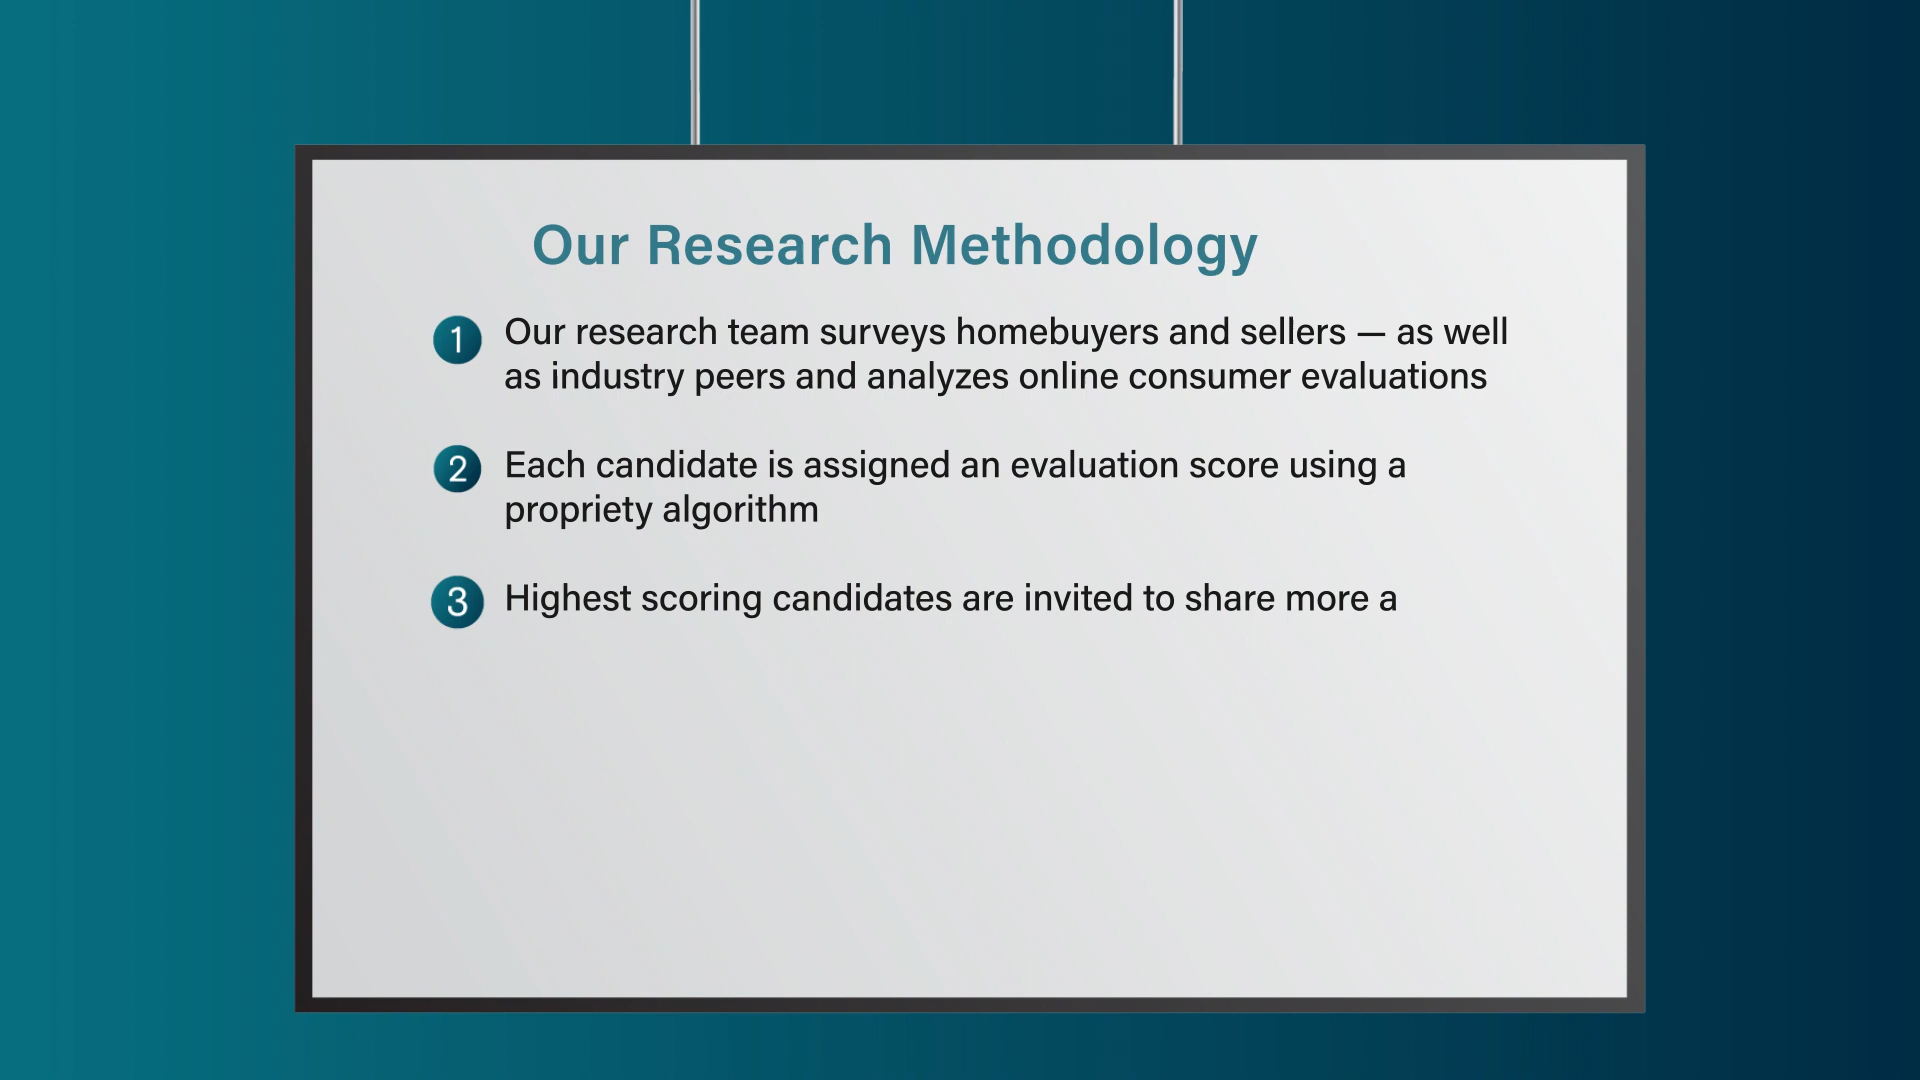 Our Research Methodology
1 Our research team surveys homebuyers and sellers — as well
as industry peers and analyzes online consumer evaluations
2 Each candidate is assigned an evaluation score using a
propriety algorithm
3 Highest scoring candidates are invited to share more a